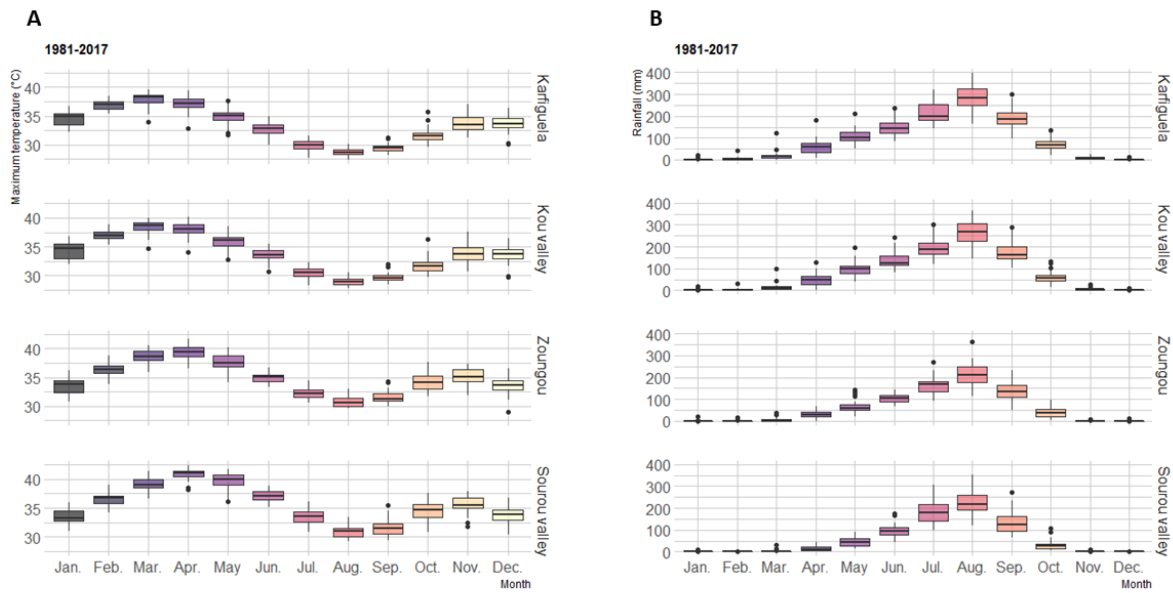 A
1981-2017
Maximum temperature (°C)
40
35
30
Karfiguela
40
35
30
Kou valley
40
35
30
Zoungou
40
35
30
Sourou valley
Jan. Feb. Mar. Apr. May Jun. Jul. Aug. Sep. Oct. Nov. Dec.
Month
B
1981-2017
Rainfall (mm)
400
300
200
100
0
Karfiguela
400
300
200
100
0
Kou valley
400
300
200
100
0
Zoungou
400
300
200
100
0
Sourou valley
Jan. Feb. Mar. Apr. May Jun. Jul. Aug. Sep. Oct. Nov. Dec.
Month